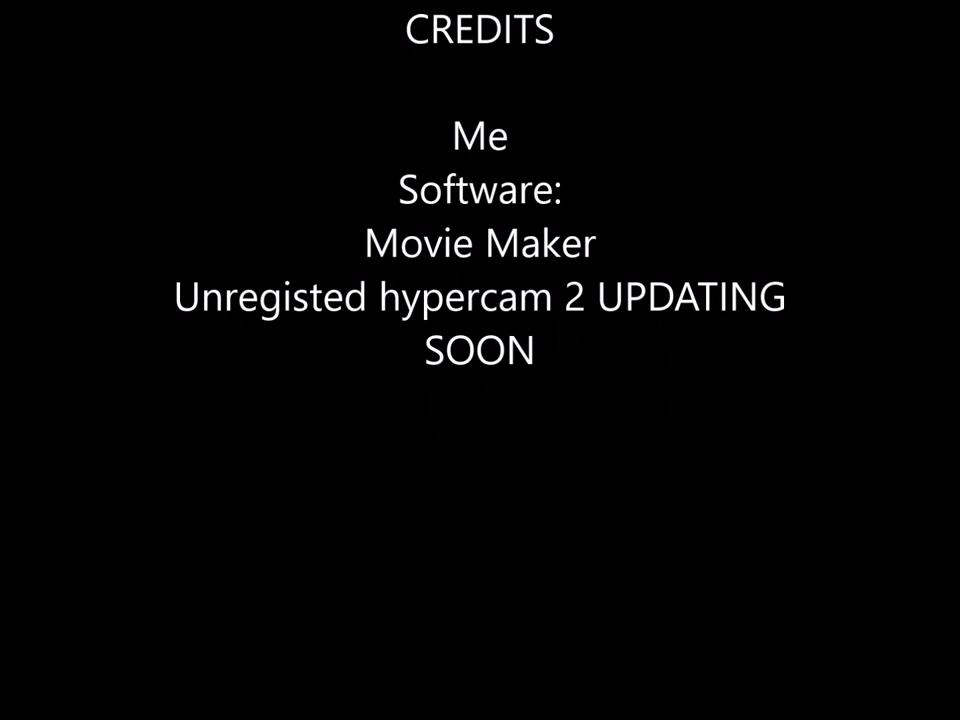 CREDITS
Me
Software:
Movie Maker
Unregisted hypercam 2 UPDATING
SOON